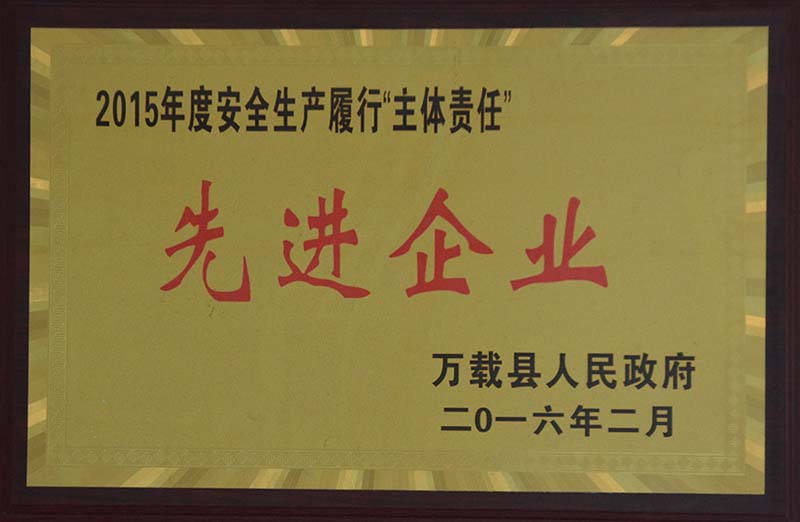 2015年度安全生产履行“主体责任”
先进企业
万载县人民政府
二0一六年二月